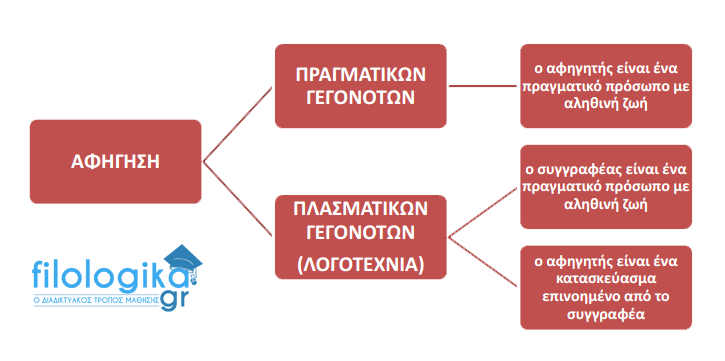 ΑΦΗΓΗΣΗ
ΠΡΑΓΜΑΤΙΚΩΝ
ΓΕΓΟΝΟΤΩΝ
ο αφηγητής είναι ένα
πραγματικό πρόσωπο με
αληθινή ζωή
ΠΛΑΣΜΑΤΙΚΩΝ
ΓΕΓΟΝΟΤΩΝ
(ΛΟΓΟΤΕΧΝΙΑ)
ο συγγραφέας είναι ένα
πραγματικό πρόσωπο με
αληθινή ζωή
ο αφηγητής είναι ένα
κατασκεύασμα
επινοημένο από το
συγγραφέα
filologika
Ο ΔΙΑΔΙΚΤΥΑΚΟΣ ΤΡΟΠΟΣ ΜΑΘΗΣΗΣ
gr